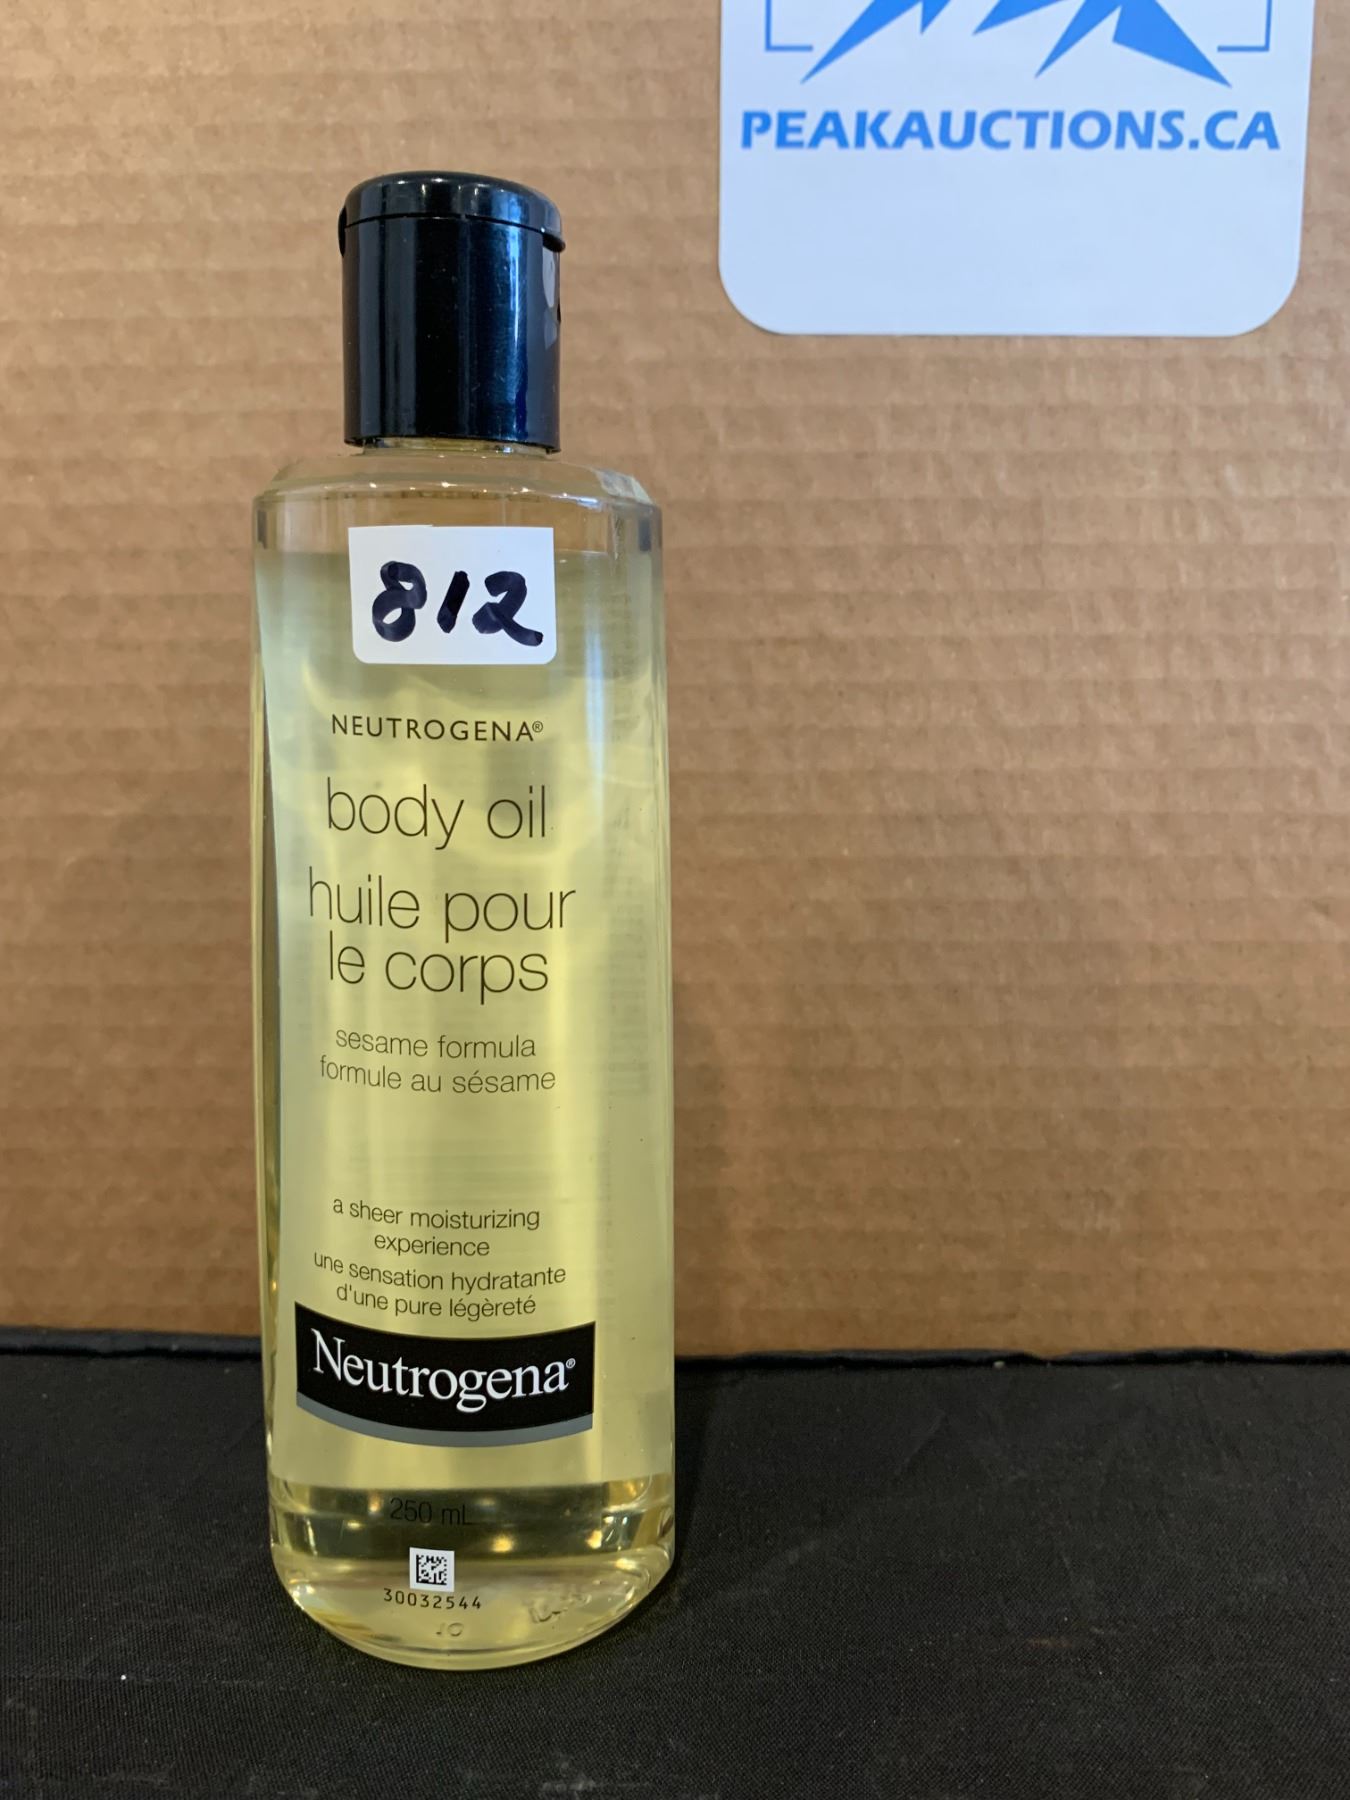 PEAKAUCTIONS.CA
812
NEUTROGENA®
body oil
huile pour
le corps
sesame formula
formule au sésame
a sheer moisturizing
experience
une sensation hydratante
d'une pure légèreté
Neutrogena®
250 mL
30032544
10